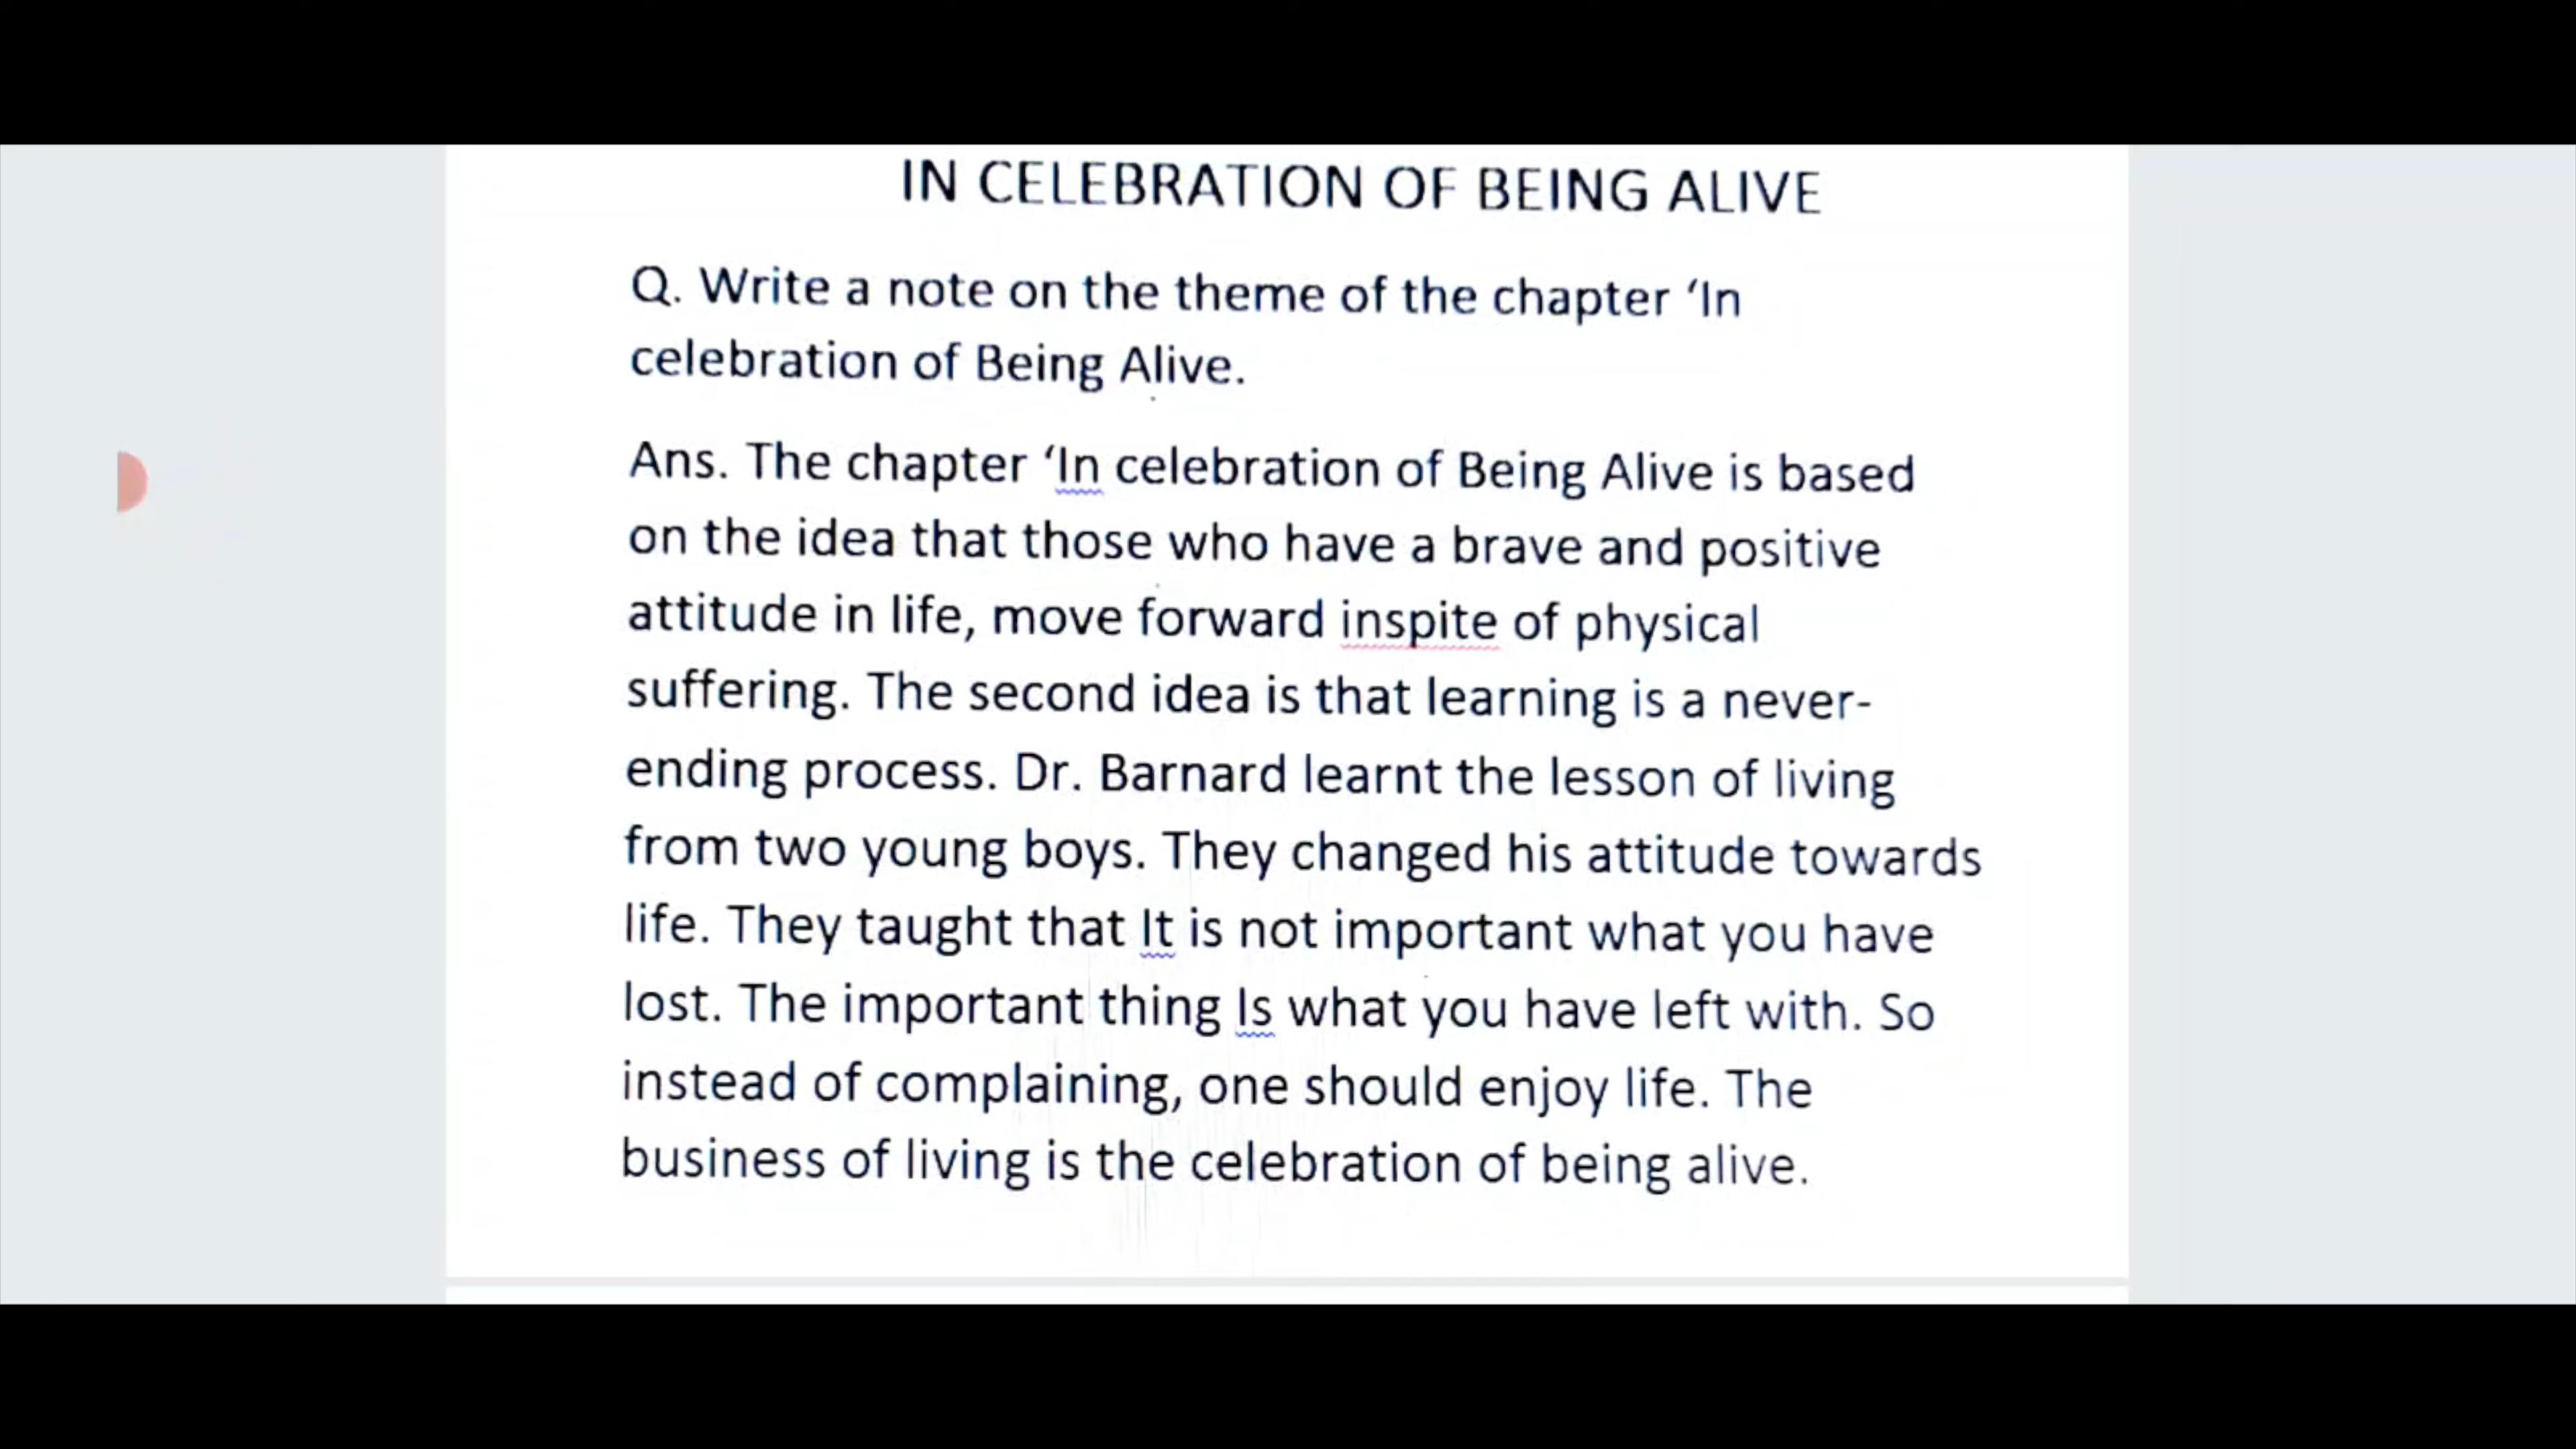 IN CELEBRATION OF BEING ALIVE
Q. Write a note on the theme of the chapter ‘In
celebration of Being Alive.
Ans. The chapter ‘In celebration of Being Alive is based
on the idea that those who have a brave and positive
attitude in life, move forward inspite of physical
suffering. The second idea is that learning is a never-
ending process. Dr. Barnard learnt the lesson of living
from two young boys. They changed his attitude towards
life. They taught that It is not important what you have
lost. The important thing Is what you have left with. So
instead of complaining, one should enjoy life. The
business of living is the celebration of being alive.